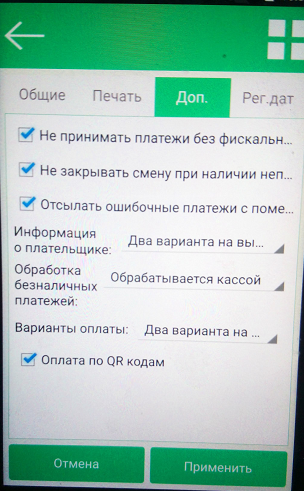 Общие Печать Доп. Рег.дат
Не принимать платежи без фискальн...
Не закрывать смену при наличии неп...
Отсылать ошибочные платежи с поме...
Информация
о плательщике: Два варианта на вы...
Обработка
безналичных
платежей: Обрабатывается кассой
Варианты оплаты: Два варианта на ...
Оплата по QR кодам
Отмена Применить